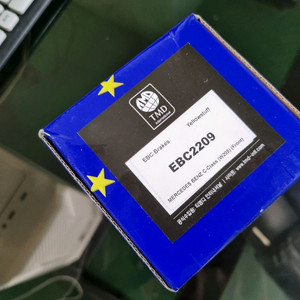 TMD
EBC Brakes
Yellowstuff
EBC2209
MERCEDES BENZ C-Class (W205) (Front)